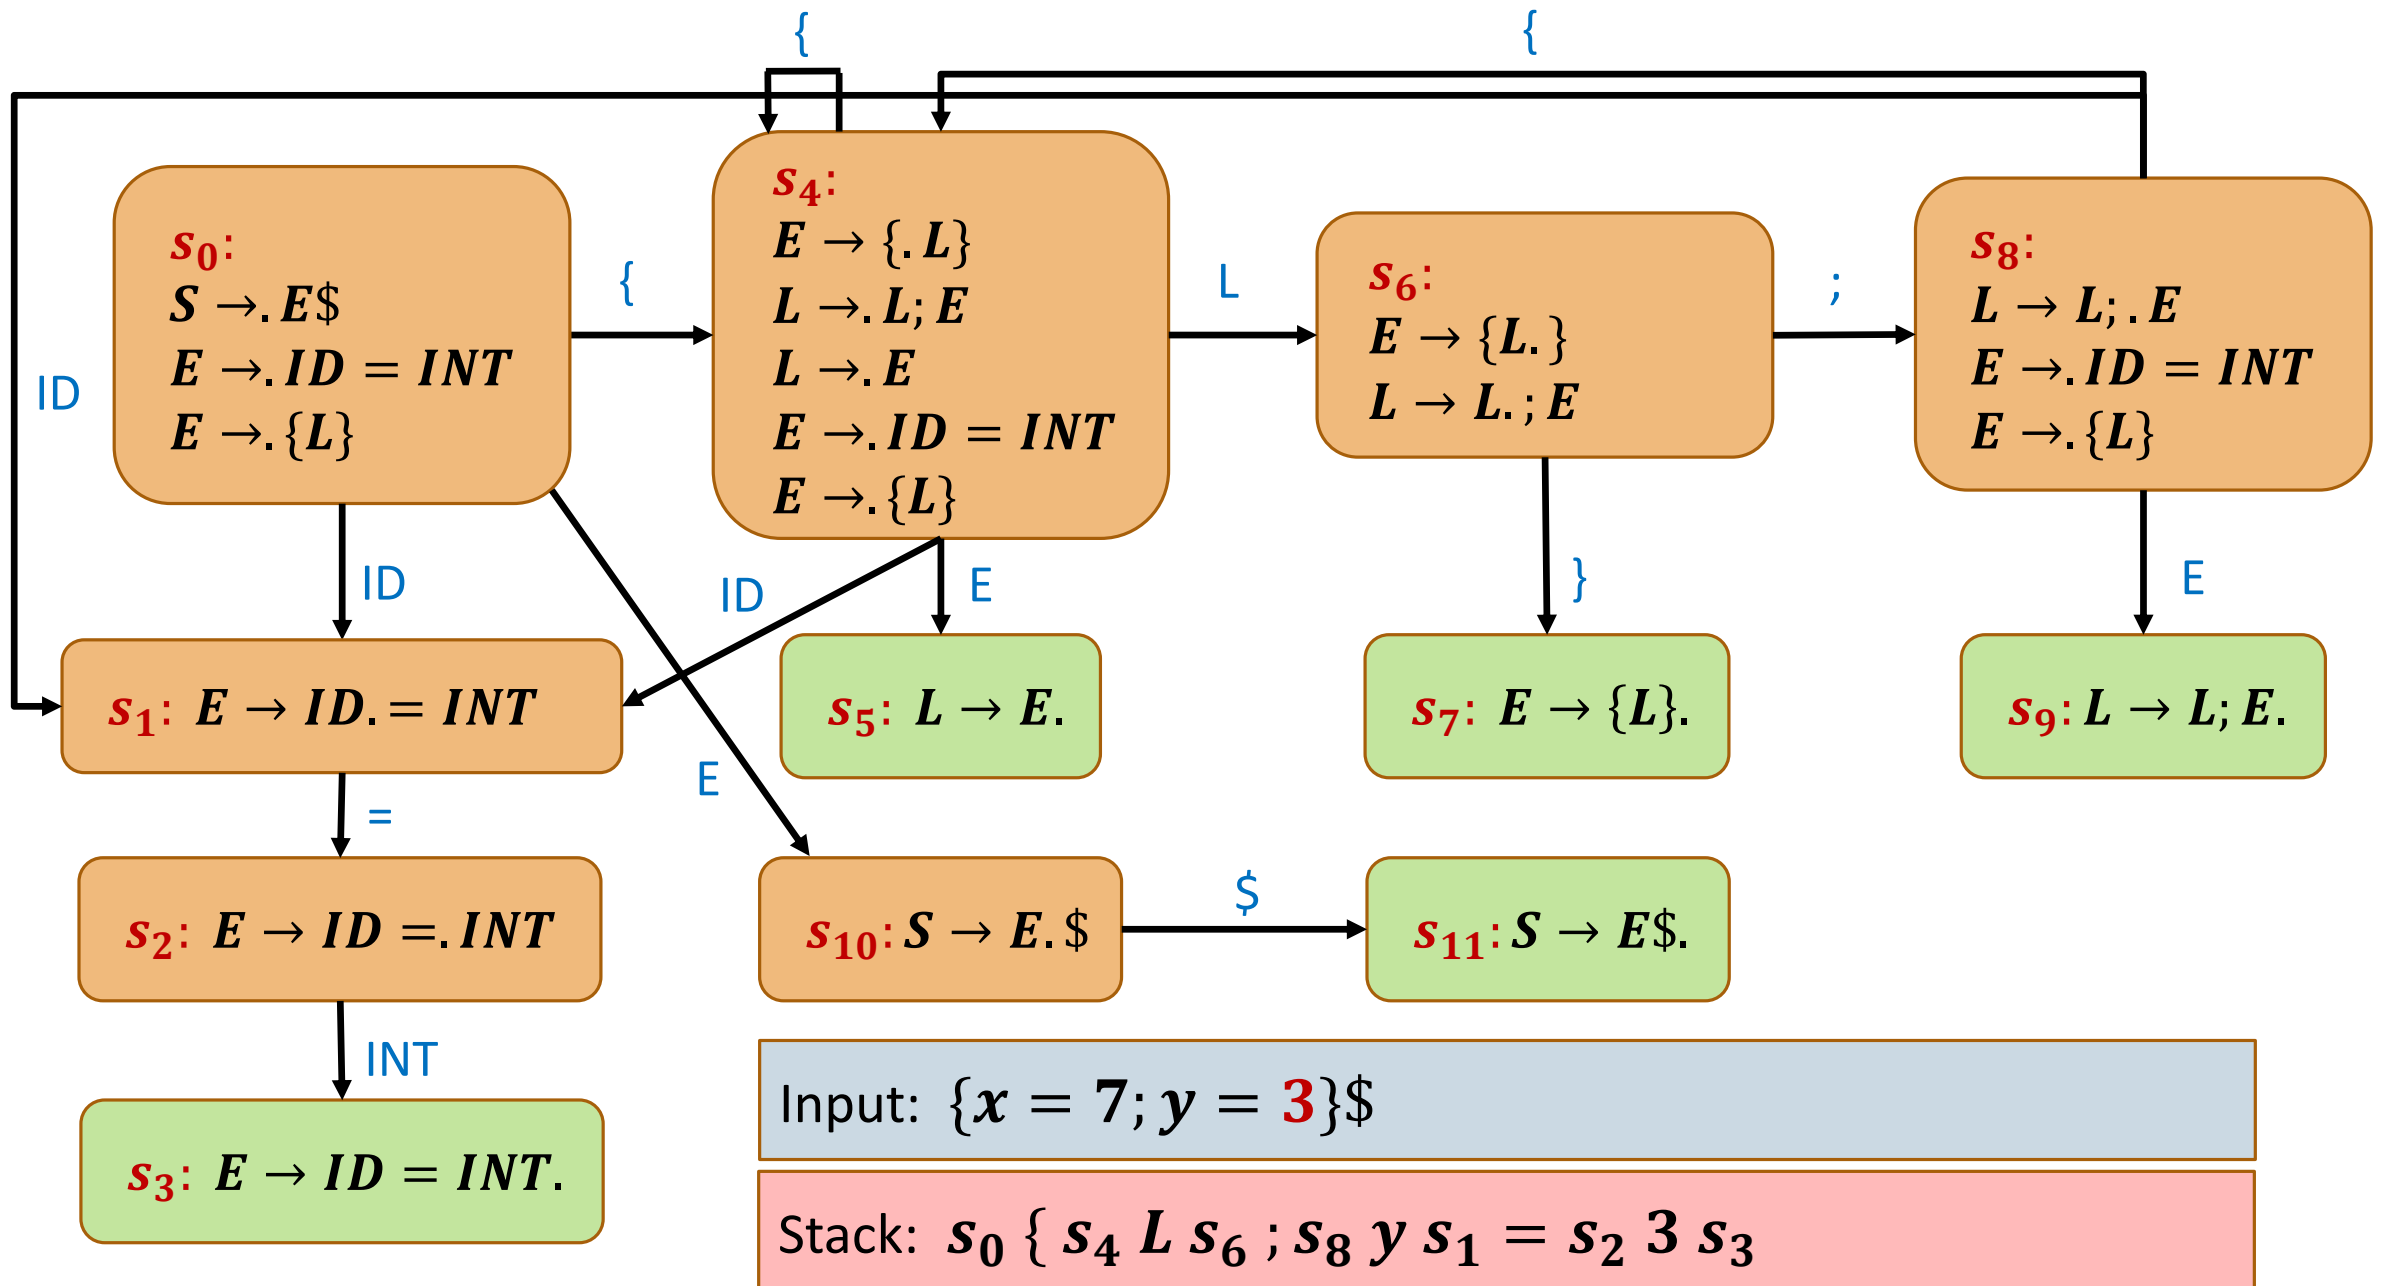 {
{
s0:
S →. E$
E →. ID = INT
E →. {L}
{
s4:
E → {. L}
L →. L; E
L →. E
E →. ID = INT
E →. {L}
L
s6:
E → {L. }
L → L. ; E
;
s8:
L → L; . E
E →. ID = INT
E →. {L}
ID
ID
ID
E
}
E
s1: E → ID. = INT
s5: L → E.
s7: E → {L}.
s9: L → L; E.
=
E
s2: E → ID =. INT
s10: S → E. $
$
s11: S → E$.
INT
s3: E → ID = INT.
Input: {x = 7; y = 3}$
Stack: s0 { s4 L s6 ; s8 y s1 = s2 3 s3